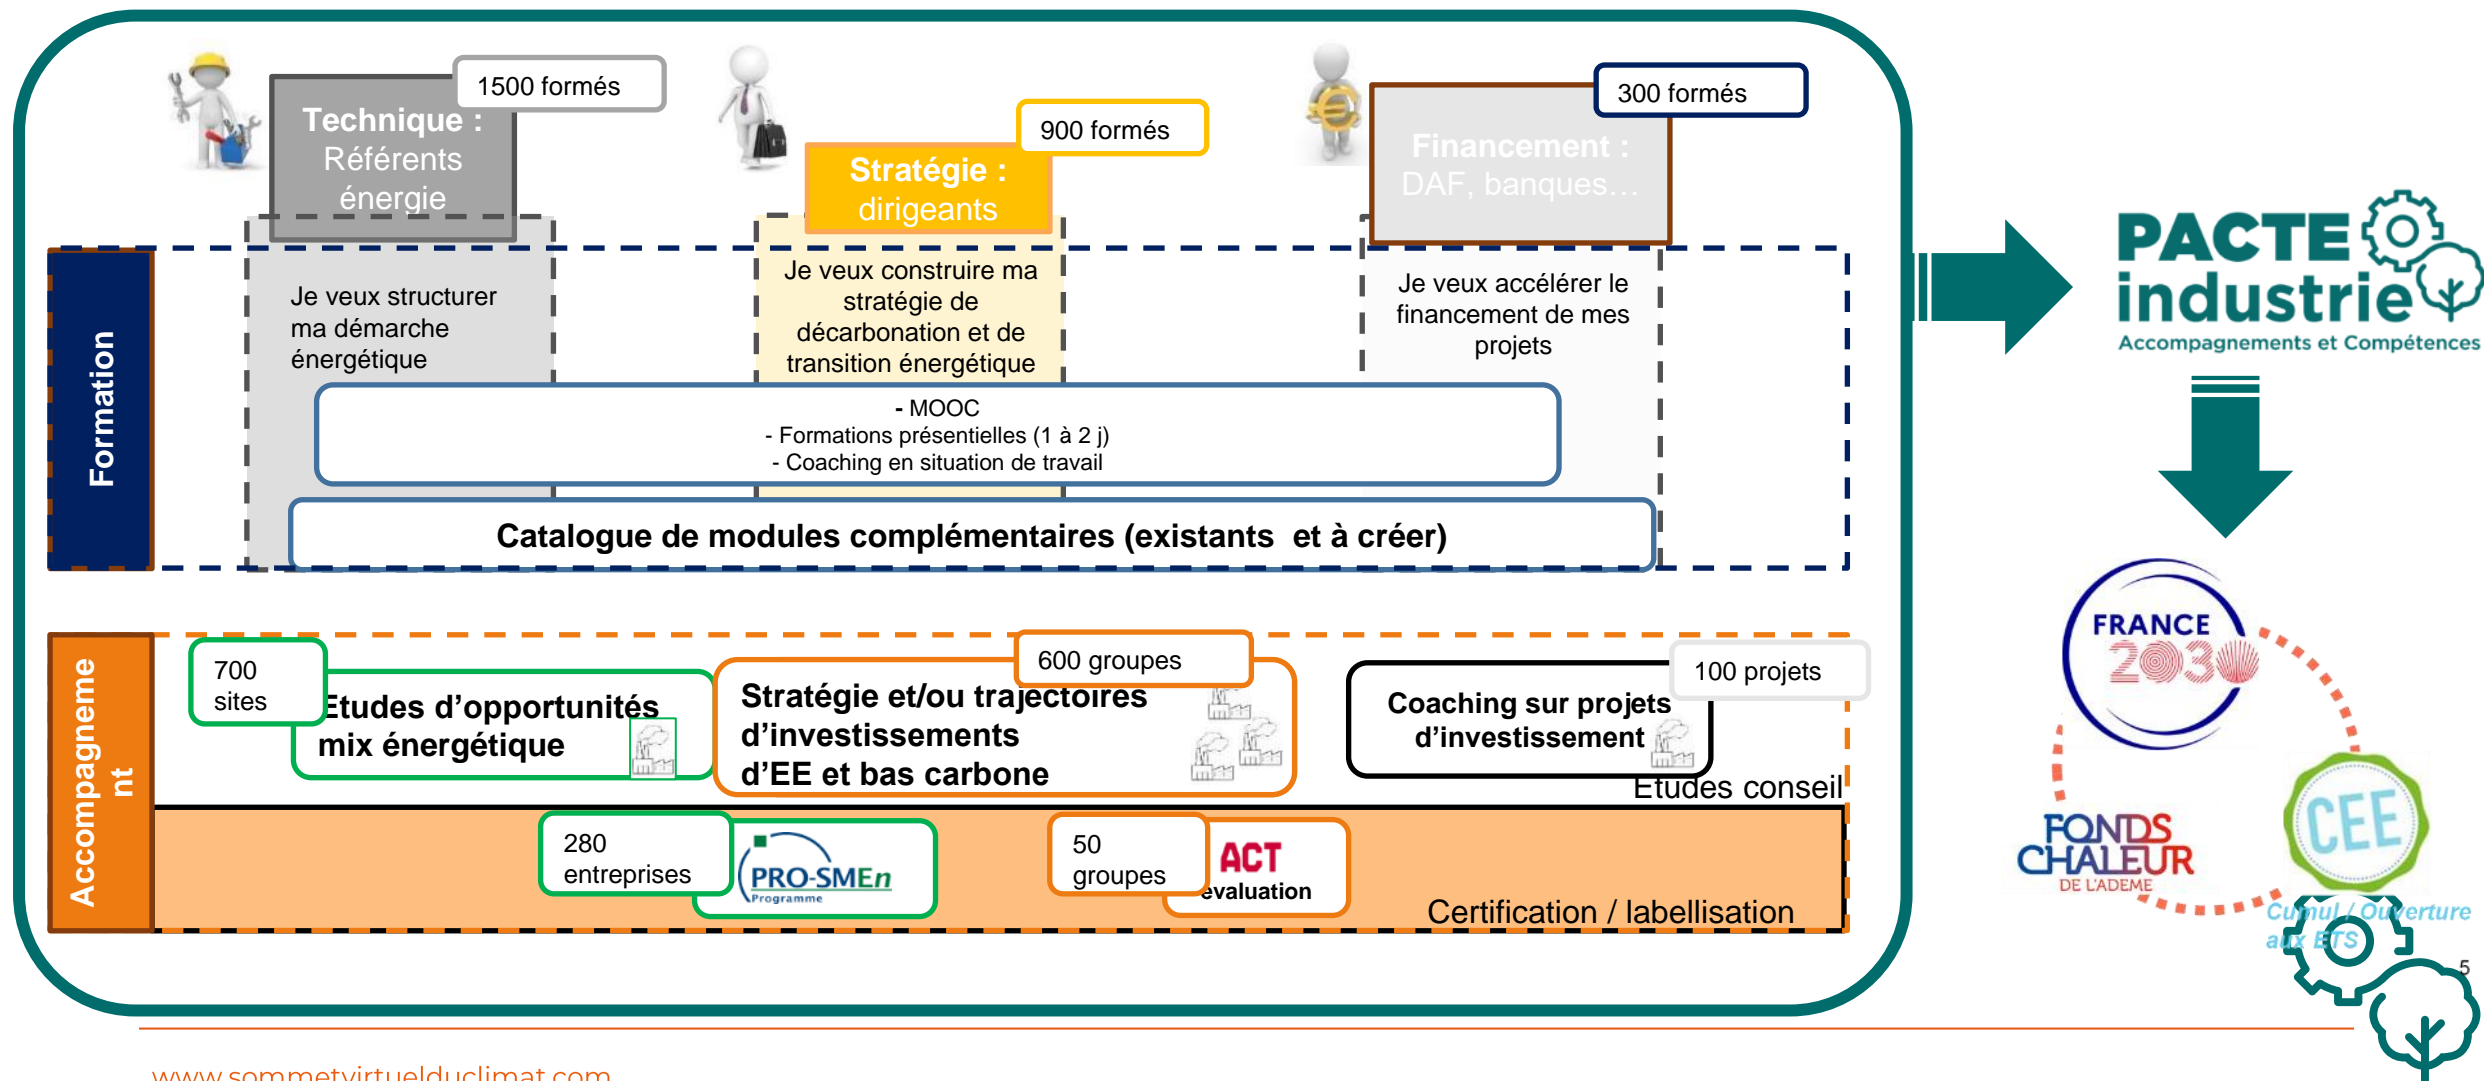 1500 formés
Technique :
Référents
énergie
900 formés
Stratégie :
dirigeants
300 formés
Financement :
DAF, banques...
Formation
Je veux structurer
ma démarche
énergétique
Je veux construire ma
stratégie de
décarbonation et de
transition énergétique
Je veux accélérer le
financement de mes
projets
- MOOC
- Formations présentielles (1 à 2 j)
- Coaching en situation de travail
Catalogue de modules complémentaires (existants et à créer)
Accompagneme
nt
700
sites
Etudes d'opportunités
mix énergétique
600 groupes
Stratégie et/ou trajectoires
d'investissements
d'EE et bas carbone
100 projets
Coaching sur projets
d'investissement
Etudes conseil
280
entreprises
PRO-SMEn
Programme
50
groupes
ACT
évaluation
Certification / labellisation
PACTE
industrie
Accompagnements et Compétences
FRANCE
2030
FONDS
CHALEUR
DE L'ADEME
CEE
Cumul / Ouverture
aux ETS
5
www.sommetvirtuelduclimat.com